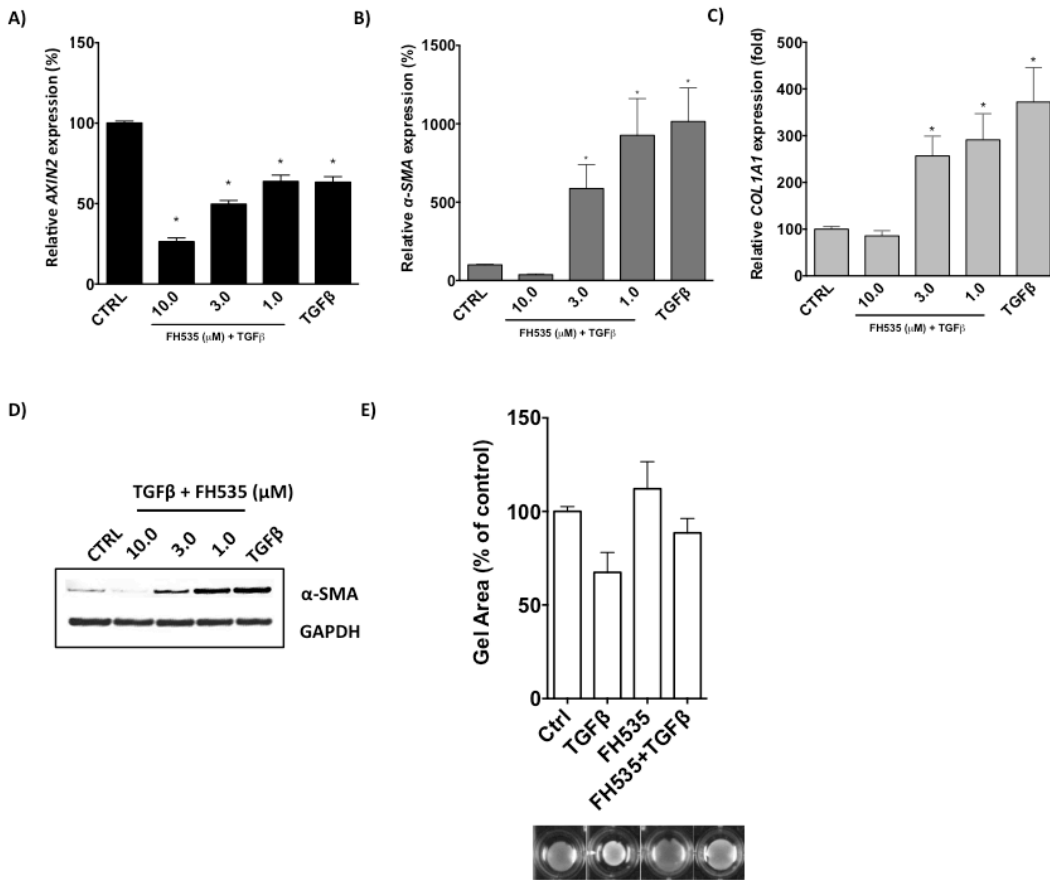 A)
Relative AXIN2 expression (%)
150
100
50
0
*
*
*
*
CTRL
10.0
3.0
1.0
TGFβ
FH535 (μM) + TGFβ
B)
Relative α-SMA expression (%)
1500
1000
500
0
*
*
*
CTRL
10.0
3.0
1.0
TGFβ
FH535 (μM) + TGFβ
C)
Relative COL1A1 expression (fold)
500
400
300
200
100
0
*
*
*
CTRL
10.0
3.0
1.0
TGFβ
FH535 (μM) + TGFβ
D)
TGFβ + FH535 (μM)
CTRL
10.0
3.0
1.0
TGFβ
α-SMA
GAPDH
E)
Gel Area (% of control)
150
100
50
0
Ctrl
TGFβ
FH535
FH535+TGFβ